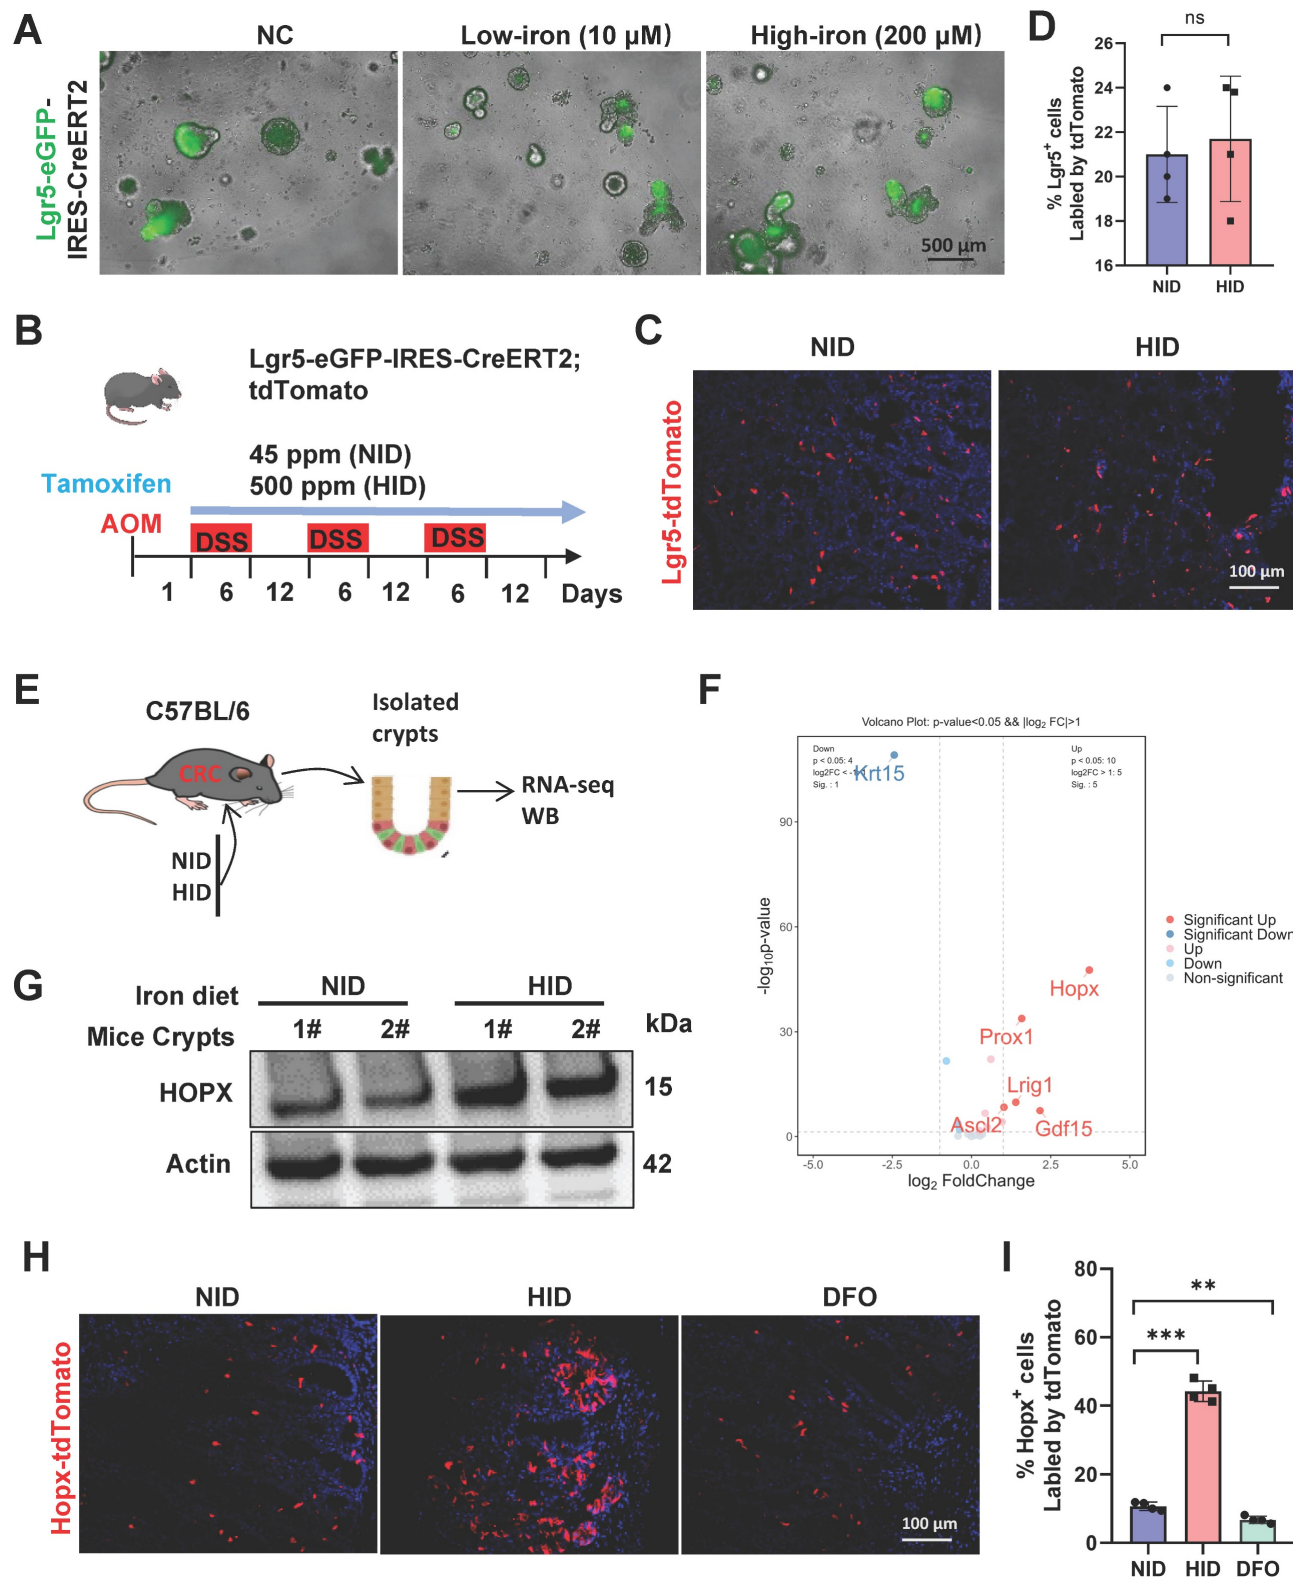 A
NC
Low-iron (10 µM)
High-iron (200 µM)
Lgr5-eGFP-
IRES-CreERT2
500 µm
D
ns
26
24
22
20
18
16
% Lgr5+ cells
Labled by tdTomato
NID
HID
B
Lgr5-eGFP-IRES-CreERT2;
tdTomato
45 ppm (NID)
500 ppm (HID)
Tamoxifen
AOM
DSS
DSS
DSS
1
6
12
6
12
6
12
Days
C
NID
HID
Lgr5-tdTomato
100 µm
E
C57BL/6
CRC
NID
HID
Isolated
crypts
RNA-seq
WB
F
Volcano Plot: p-value<0.05 && |log2 FC|>1
Down
p < 0.05: 4
log2FC < -1: 1
Sig. : 1
Up
p < 0.05: 10
log2FC > 1: 5
Sig. : 5
Krt15
Hopx
Prox1
Lrig1
Ascl2
Gdf15
90
60
30
0
-log10p-value
-5.0
-2.5
0.0
2.5
5.0
log2 FoldChange
Significant Up
Significant Down
Up
Down
Non-significant
G
Iron diet
NID
HID
Mice Crypts
1#
2#
1#
2#
kDa
HOPX
15
Actin
42
H
NID
HID
DFO
Hopx-tdTomato
100 µm
I
80
60
40
20
0
% Hopx+ cells
Labled by tdTomato
**
***
NID
HID
DFO